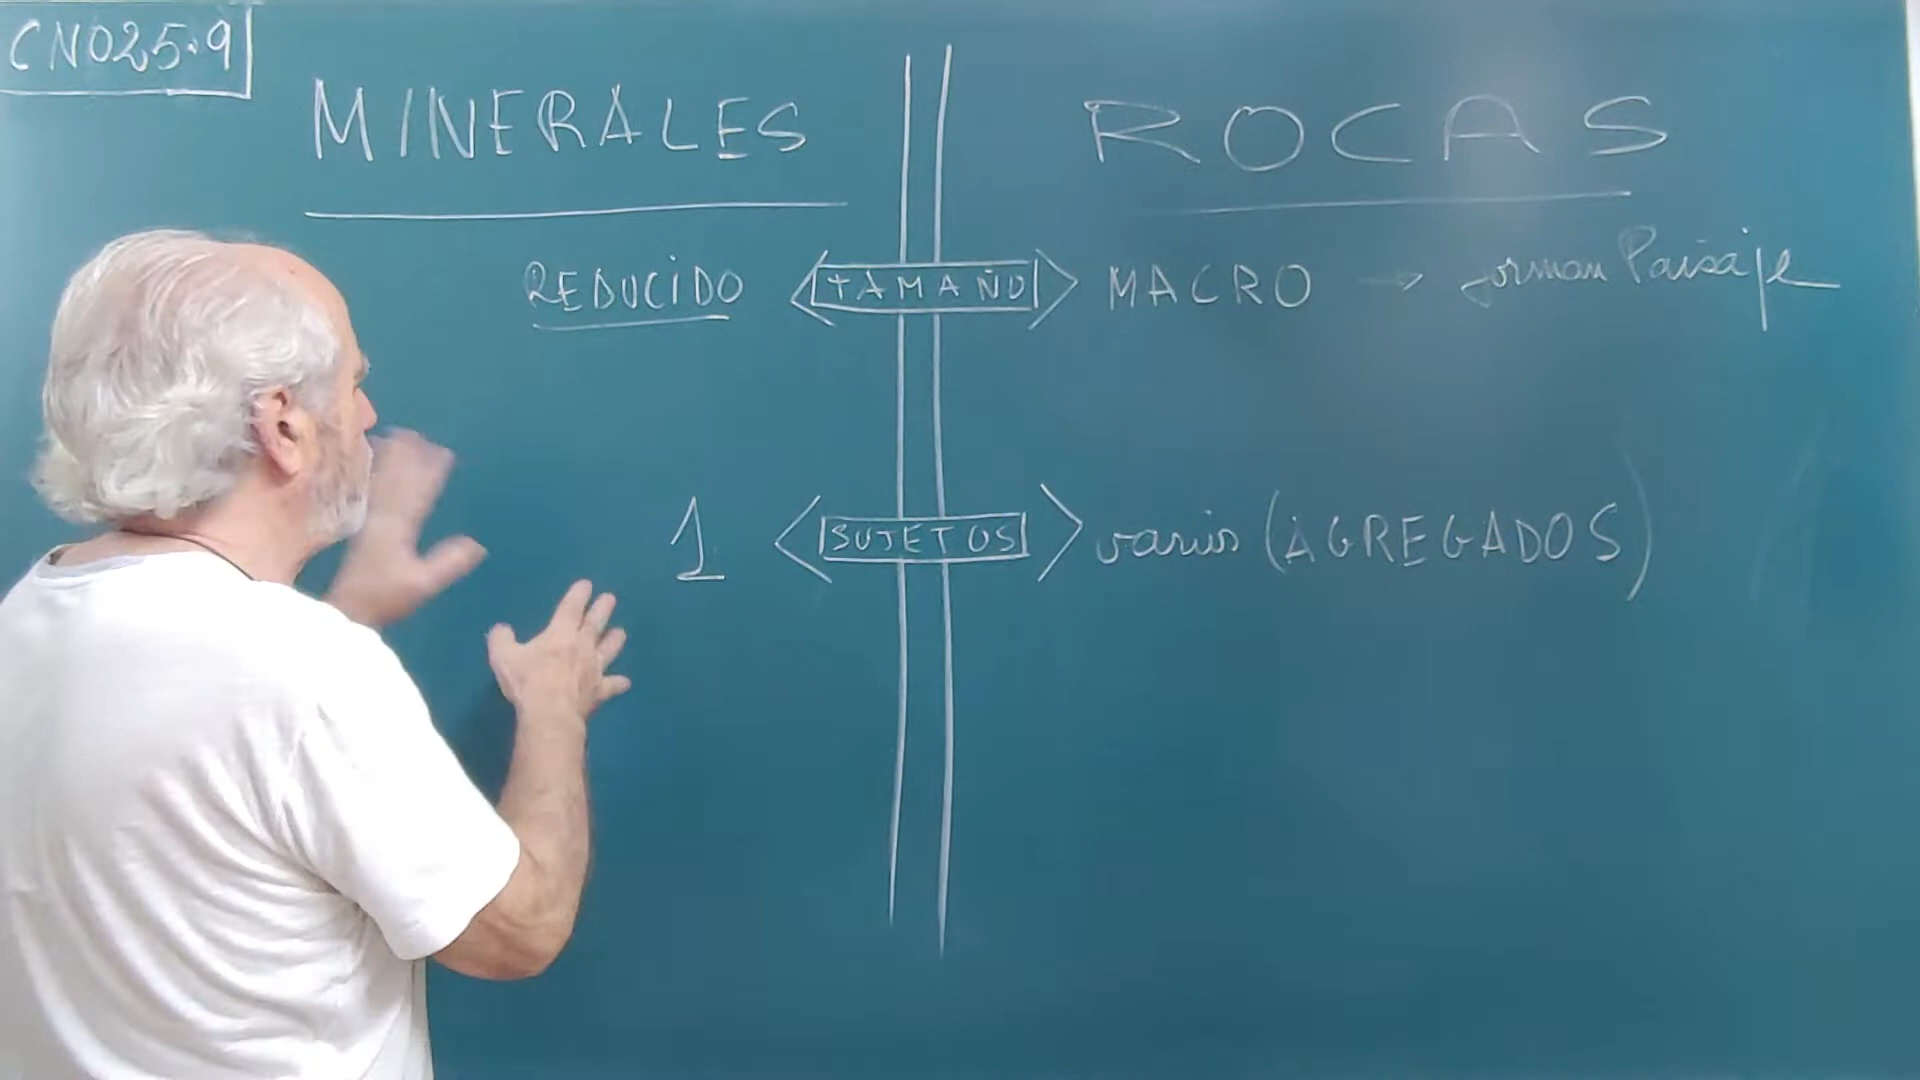 CN025.9
MINERALES ROCAS
REDUCIDO TAMAÑO MACRO → forman Paisaje
1 SUJETOS varios (AGREGADOS)